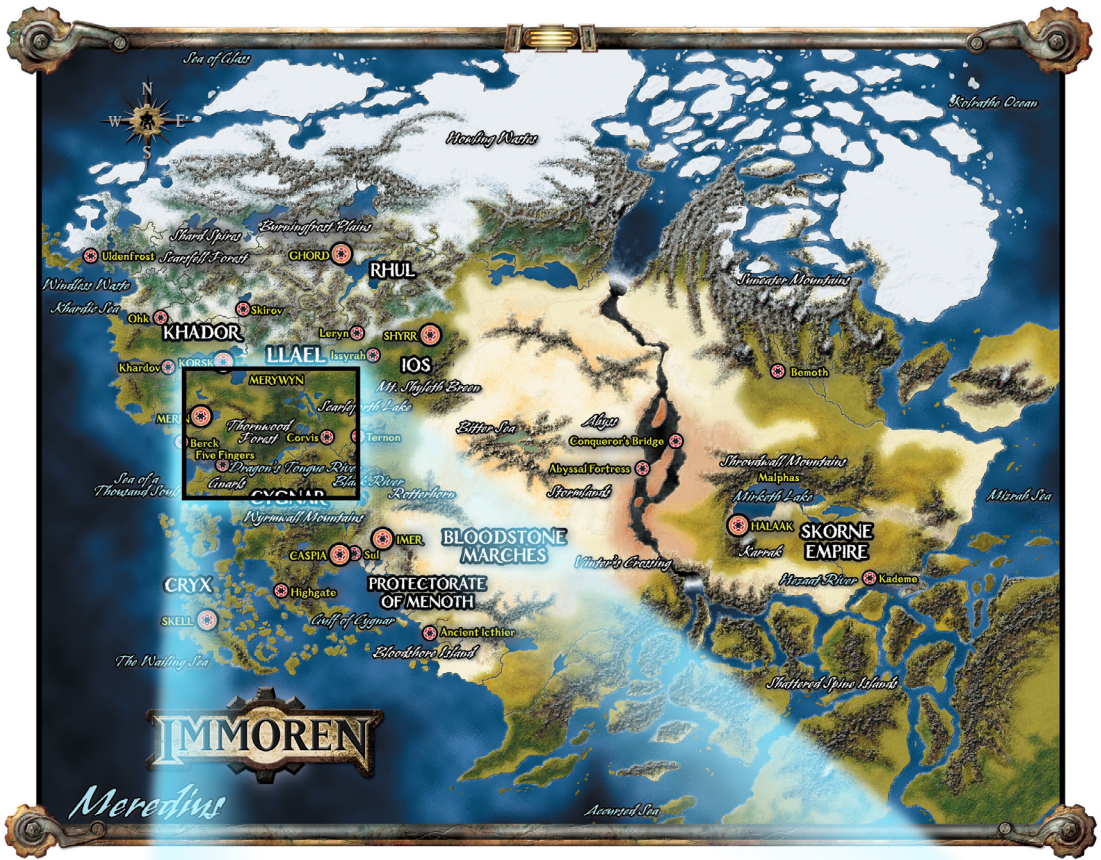 Sea of Glass
Kolrathe Ocean
N
W E
S
Howling Wastes
Shard Spires
Burningfrost Plains
Uldenfrost
Scarsfell Forest
GHORD
RHUL
Windless Waste
Suneater Mountains
Khardic Sea
Ohk
Skirov
KHADOR
Leryn
SHYRR
LLAEL
Issyrah
IOS
Khardov
KORSK
Bemoth
MERYWYN
Mt. Shyleth Breen
MERIN
Thornwood
Forest
Corvis
Ternon
Bitter Sea
Abyss
Conqueror's Bridge
Berck
Five Fingers
Dragon's Tongue River
Abyssal Fortress
Shroudwall Mountains
Malphas
Gnarls
Black River
Sea of a
Thousand Souls
Rotterhorn
Stormlands
Mirketh Lake
Mizrah Sea
CYGNAR
Wyrmwall Mountains
HALAAK
SKORNE
EMPIRE
IMER
BLOODSTONE
MARCHES
CASPIA
Sul
Karrak
Vinter's Crossing
CRYX
PROTECTORATE
OF MENOTH
Hezaat River
Kademe
Highgate
SKELL
Gulf of Cygnar
Ancient Icthier
Bloodshore Island
The Wailing Sea
Shattered Spine Islands
IMMOREN
Meredius
Accursed Sea